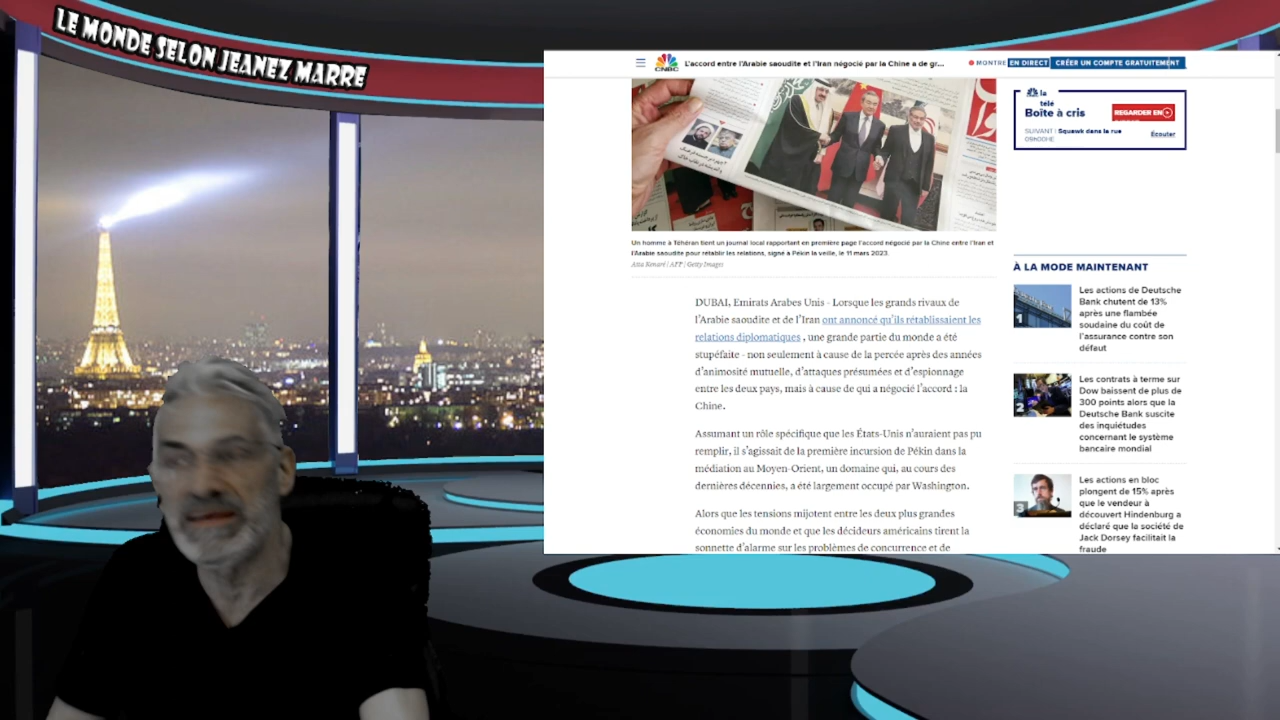 LE MONDE SELON JEANEZ MARRE
CNBC
L'accord entre l'Arabie saoudite et l'Iran négocié par la Chine a de gr...
MONTRE EN DIRECT CRÉER UN COMPTE GRATUITEMENT
la
télé
Boîte à cris
REGARDER EN
SUIVANT | Squawk dans la rue
Écouter
Un homme à Téhéran tient un journal local rapportant en première page l'accord négocié par la Chine entre l'Iran et
l'Arabie saoudite pour rétablir les relations, signé à Pékin la veille, le 11 mars 2023.
Atta Kenare | AFP | Getty Images
DUBAI, Emirats Arabes Unis - Lorsque les grands rivaux de
l'Arabie saoudite et de l'Iran ont annoncé qu'ils rétablissaient les
relations diplomatiques , une grande partie du monde a été
stupéfaite - non seulement à cause de la percée après des années
d'animosité mutuelle, d'attaques présumées et d'espionnage
entre les deux pays, mais à cause de qui a négocié l'accord : la
Chine.
Assumant un rôle spécifique que les États-Unis n'auraient pas pu
remplir, il s'agissait de la première incursion de Pékin dans la
médiation au Moyen-Orient, un domaine qui, au cours des
dernières décennies, a été largement occupé par Washington.
Alors que les tensions mijotent entre les deux plus grandes
économies du monde et que les décideurs américains tirent la
sonnette d'alarme sur les problèmes de concurrence et de
À LA MODE MAINTENANT
1
Les actions de Deutsche
Bank chutent de 13%
après une flambée
soudaine du coût de
l'assurance contre son
défaut
2
Les contrats à terme sur
Dow baissent de plus de
300 points alors que la
Deutsche Bank suscite
des inquiétudes
concernant le système
bancaire mondial
3
Les actions en bloc
plongent de 15% après
que le vendeur à
découvert Hindenburg a
déclaré que la société de
Jack Dorsey facilitait la
fraude